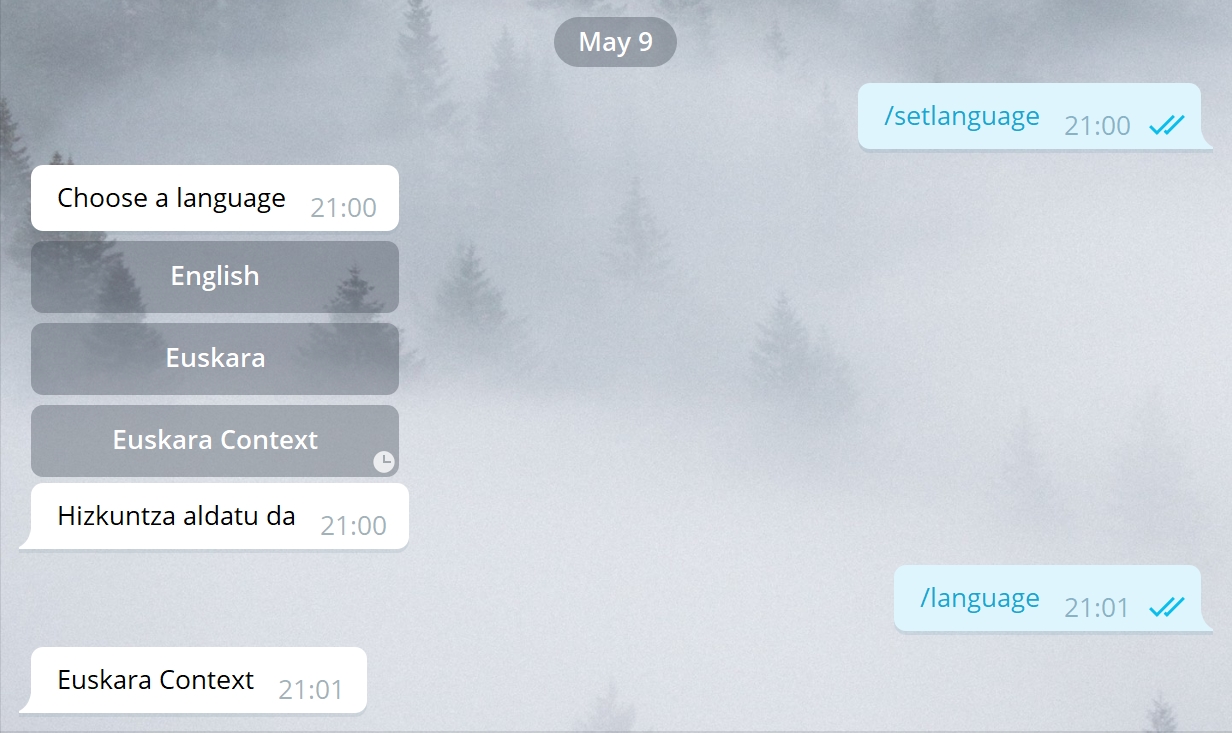 May 9
/setlanguage 21:00
Choose a language 21:00
English
Euskara
Euskara Context
Hizkuntza aldatu da 21:00
/language 21:01
Euskara Context 21:01